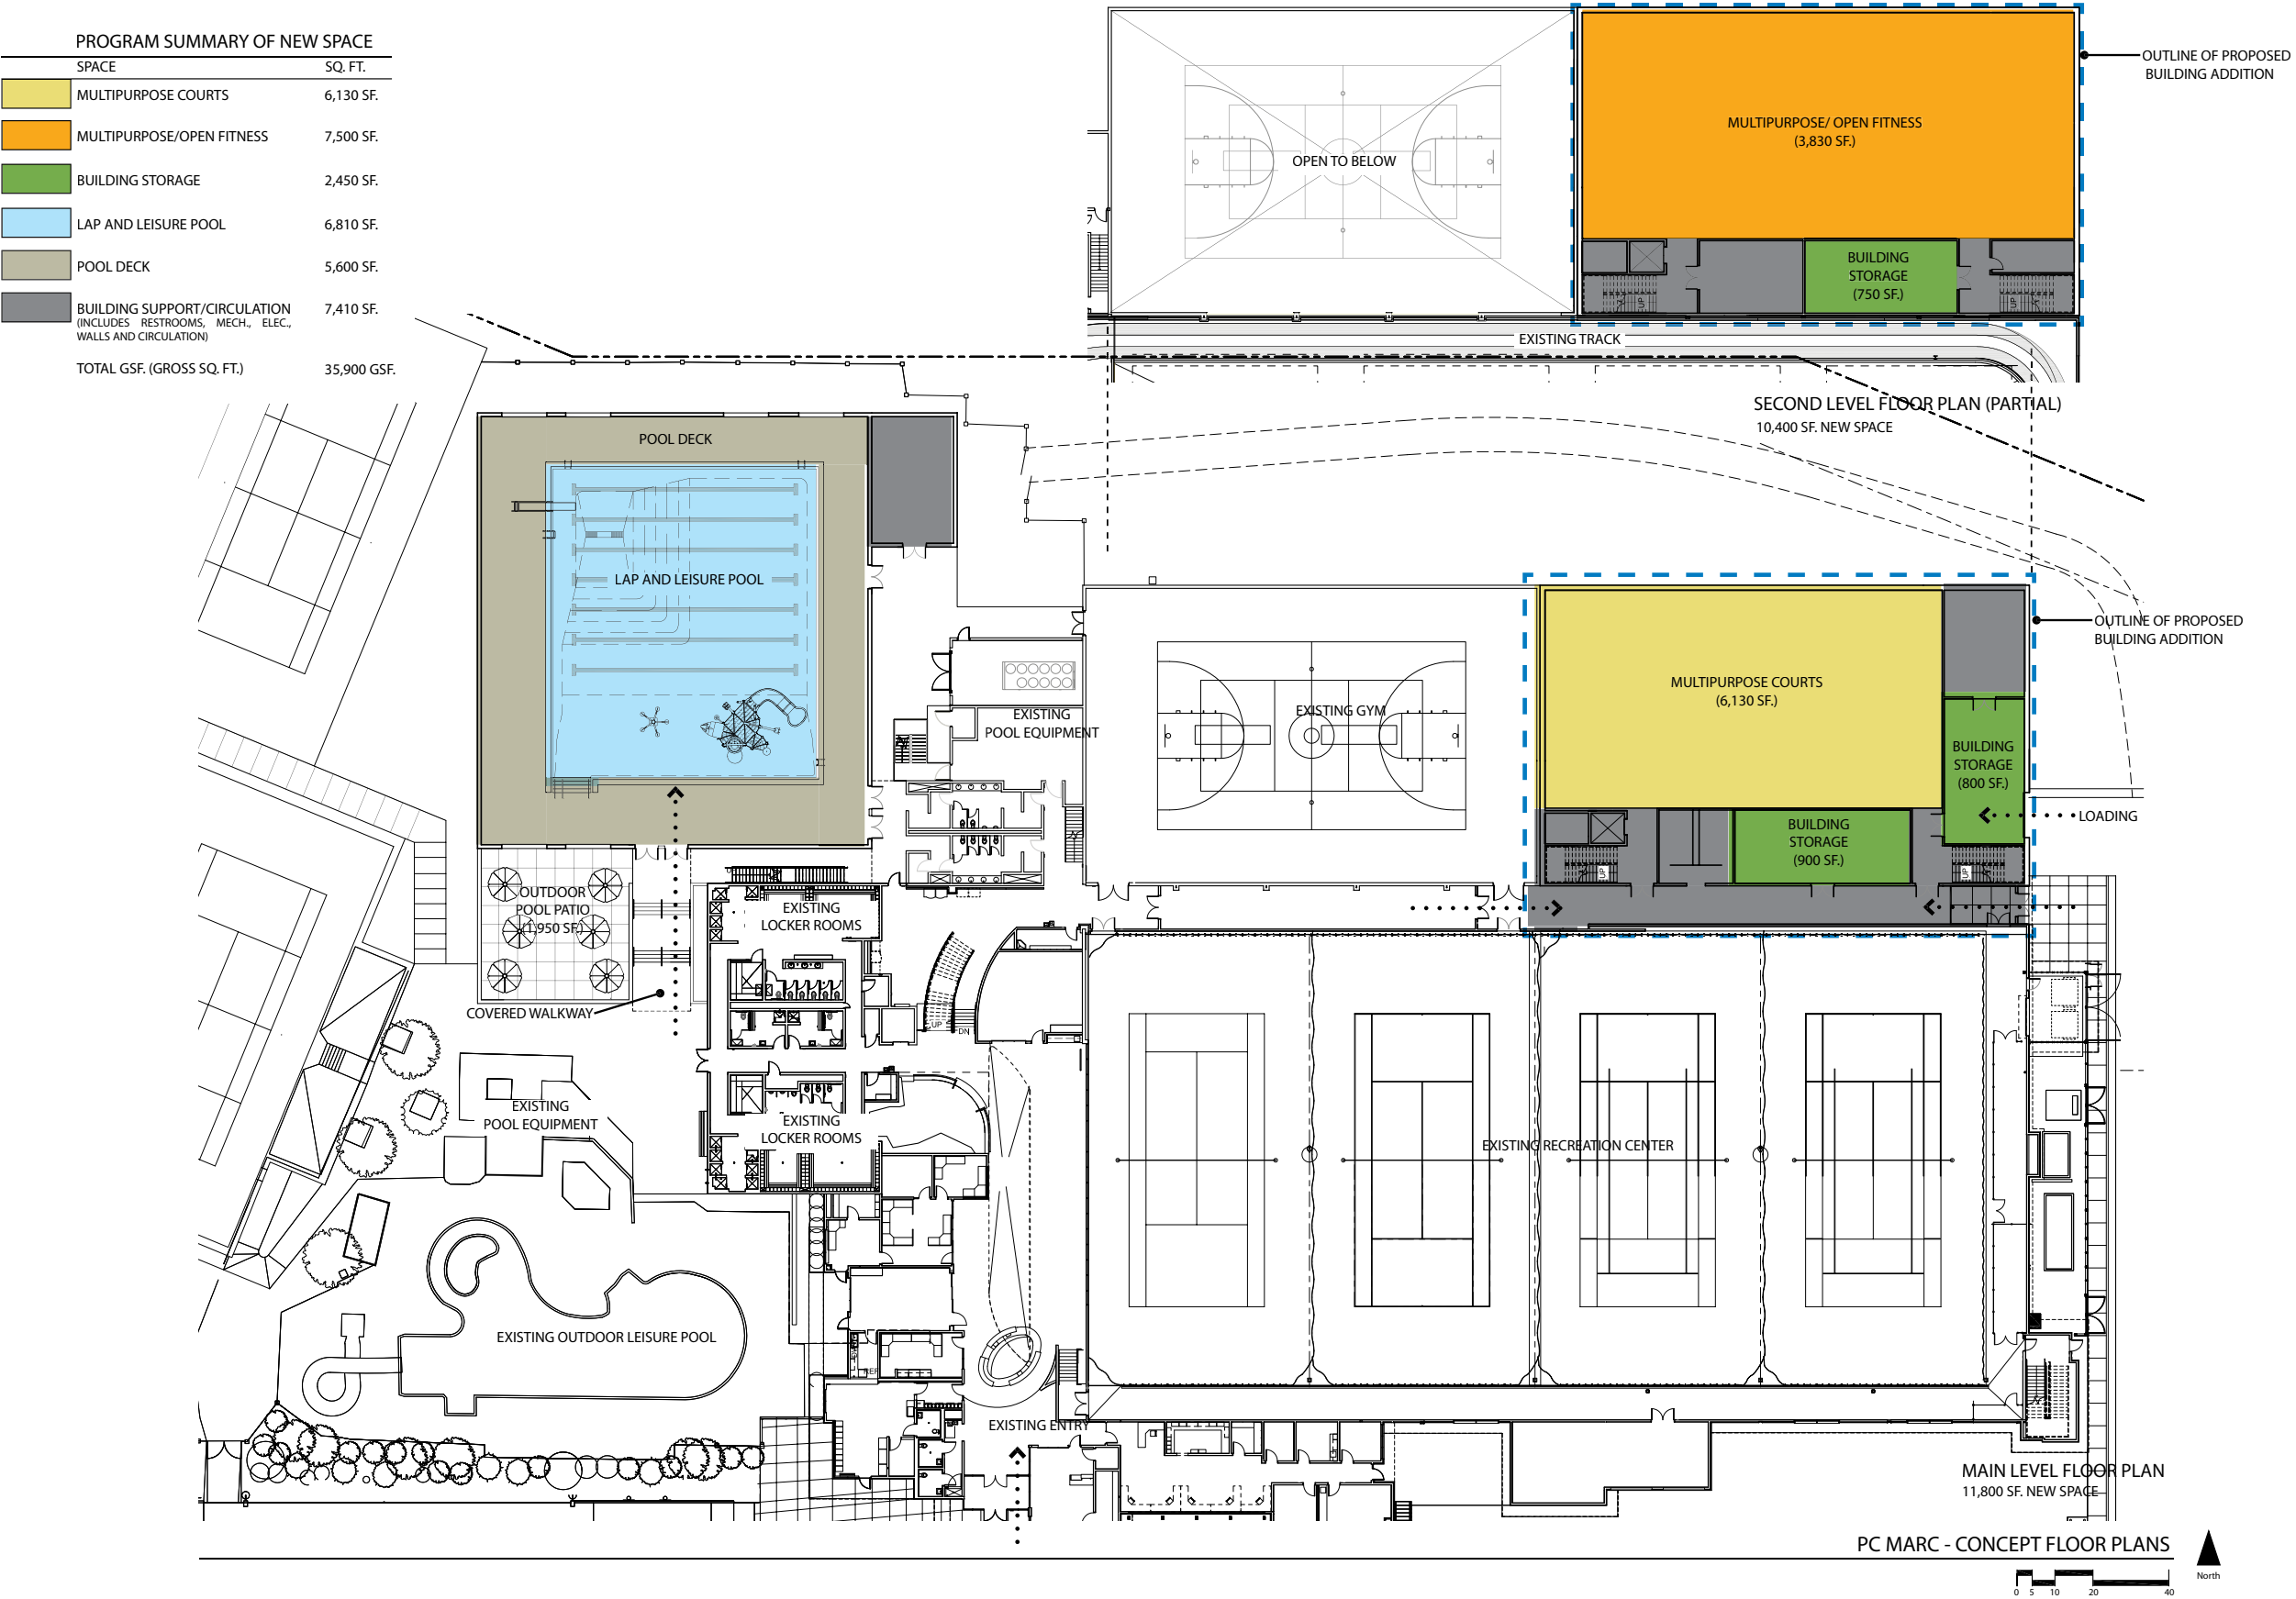 PROGRAM SUMMARY OF NEW SPACE
SPACE SQ. FT.
MULTIPURPOSE COURTS 6,130 SF.
MULTIPURPOSE/OPEN FITNESS 7,500 SF.
BUILDING STORAGE 2,450 SF.
LAP AND LEISURE POOL 6,810 SF.
POOL DECK 5,600 SF.
BUILDING SUPPORT/CIRCULATION 7,410 SF.
(INCLUDES RESTROOMS, MECH., ELEC.,
WALLS AND CIRCULATION)
TOTAL GSF. (GROSS SQ. FT.) 35,900 GSF.
OUTLINE OF PROPOSED
BUILDING ADDITION
MULTIPURPOSE/ OPEN FITNESS
(3,830 SF.)
OPEN TO BELOW
BUILDING
STORAGE
(750 SF.)
UP
UP
EXISTING TRACK
SECOND LEVEL FLOOR PLAN (PARTIAL)
10,400 SF. NEW SPACE
POOL DECK
LAP AND LEISURE POOL
OUTLINE OF PROPOSED
BUILDING ADDITION
MULTIPURPOSE COURTS
(6,130 SF.)
EXISTING GYM
EXISTING
POOL EQUIPMENT
BUILDING
STORAGE
(800 SF.)
LOADING
BUILDING
STORAGE
(900 SF.)
UP
UP
OUTDOOR
POOL PATIO
(1,950 SF.)
EXISTING
LOCKER ROOMS
COVERED WALKWAY
UP
DN
EXISTING
POOL EQUIPMENT
EXISTING
LOCKER ROOMS
EXISTING RECREATION CENTER
EXISTING OUTDOOR LEISURE POOL
REF
EXISTING ENTRY
MAIN LEVEL FLOOR PLAN
11,800 SF. NEW SPACE
PC MARC - CONCEPT FLOOR PLANS
North
0 5 10 20 40